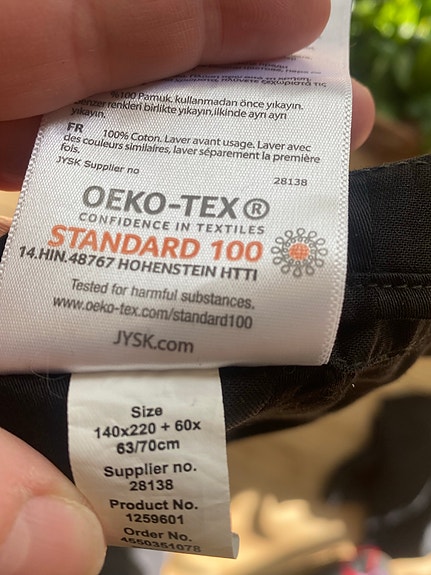 %100 Pamuk, kullanmadan önce yıkayın.
Benzer renkleri birlikte yıkayın,ilkinde ayrı ayrı
yıkayın.
FR
100% Coton. Laver avant usage. Laver avec
des couleurs similaires, laver séparement la première
fois.
JYSK Supplier no
28138
OEKO-TEX®
CONFIDENCE IN TEXTILES
STANDARD 100
14.HIN.48767 HOHENSTEIN HTTI
Tested for harmful substances.
www.oeko-tex.com/standard100
JYSK.com
Size
140x220 + 60x
63/70cm
Supplier no.
28138
Product No.
1259601
Order No.
4550351078